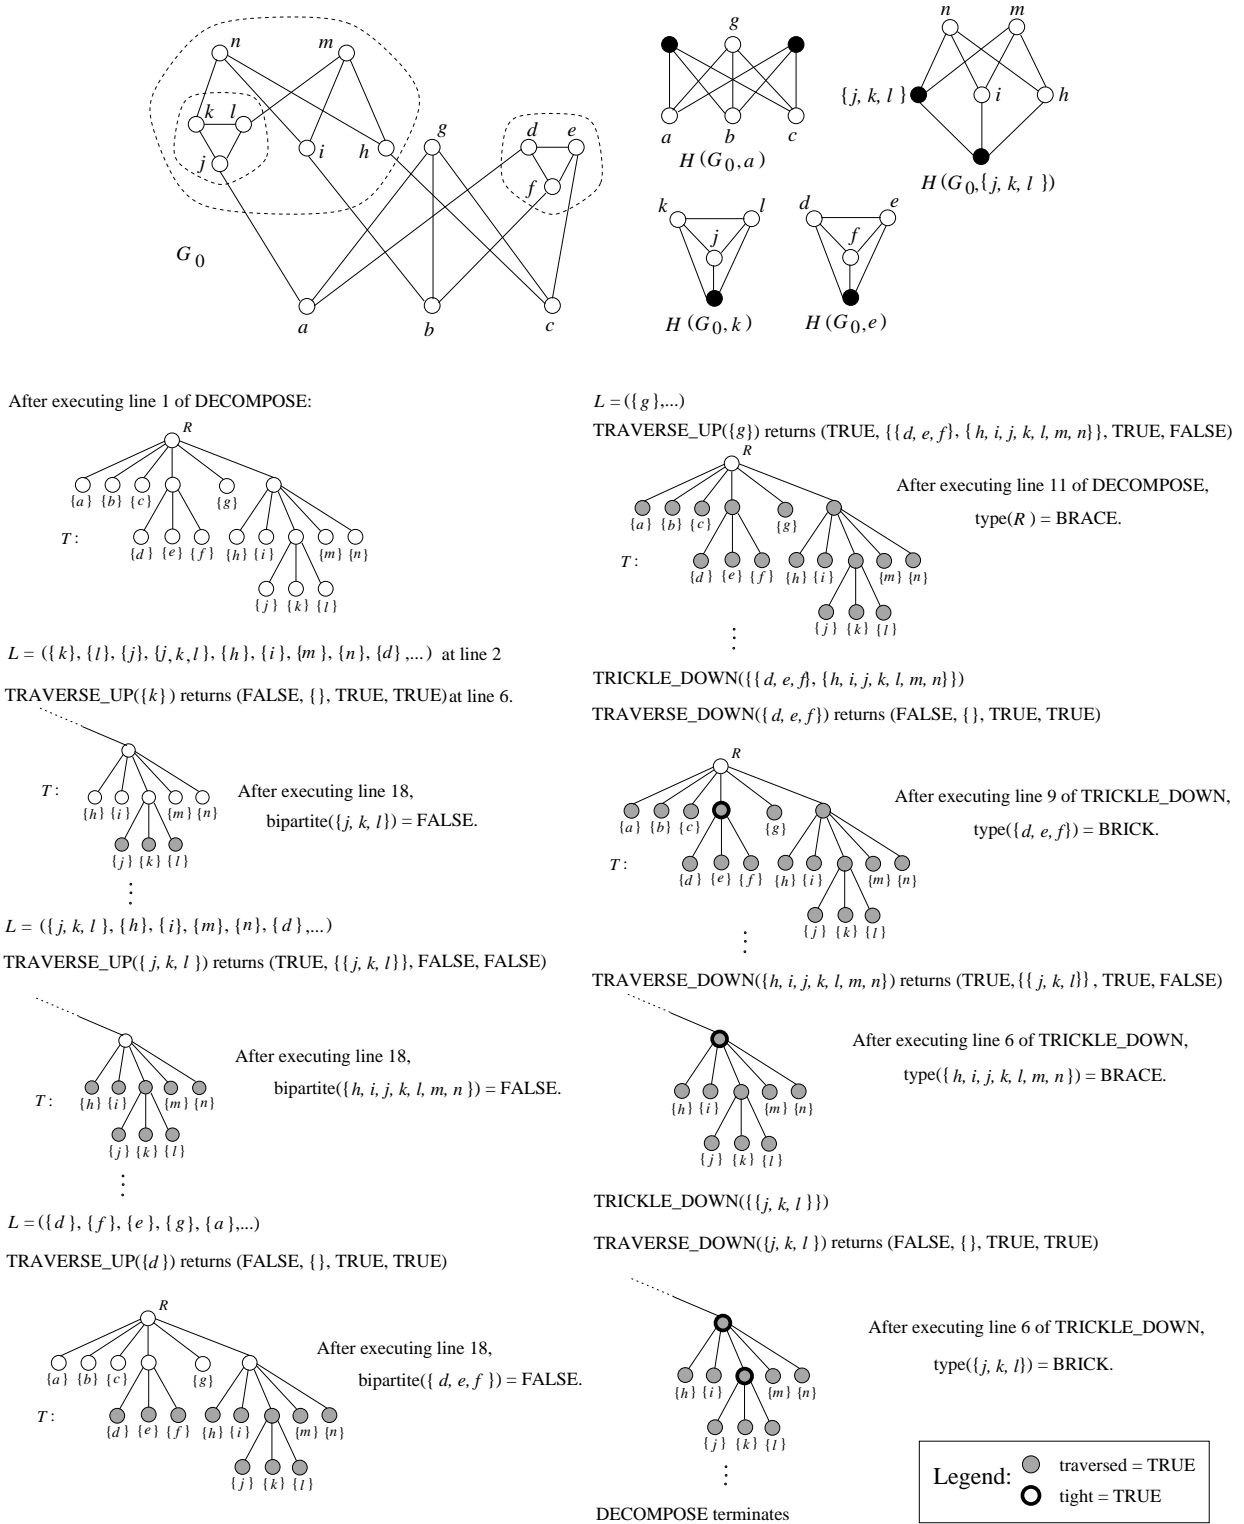 n
m
k
l
j
i
h
g
d
e
f
G0
a
b
c
g
a
b
c
H(G0,a)
n
m
{j, k, l}
i
h
H(G0,{j, k, l})
k
l
j
H(G0,k)
d
e
f
H(G0,e)
After executing line 1 of DECOMPOSE:
R
{a} {b} {c} {g}
T:
{d} {e} {f} {h} {i} {m} {n}
{j} {k} {l}
L = ({k}, {l}, {j}, {j,k,l}, {h}, {i}, {m}, {n}, {d},...) at line 2
TRAVERSE_UP({k}) returns (FALSE, {}, TRUE, TRUE) at line 6.
T:
{h} {i} {m} {n}
{j} {k} {l}
After executing line 18,
bipartite({j, k, l}) = FALSE.
L = ({j, k, l}, {h}, {i}, {m}, {n}, {d},...)
TRAVERSE_UP({j, k, l}) returns (TRUE, {{j, k, l}}, FALSE, FALSE)
T:
{h} {i} {m} {n}
{j} {k} {l}
After executing line 18,
bipartite({h, i, j, k, l, m, n}) = FALSE.
L = ({d}, {f}, {e}, {g}, {a},...)
TRAVERSE_UP({d}) returns (FALSE, {}, TRUE, TRUE)
R
{a} {b} {c} {g}
T:
{d} {e} {f} {h} {i} {m} {n}
{j} {k} {l}
After executing line 18,
bipartite({d, e, f}) = FALSE.
L = ({g},...)
TRAVERSE_UP({g}) returns (TRUE, {{d, e, f}, {h, i, j, k, l, m, n}}, TRUE, FALSE)
R
{a} {b} {c} {g}
T:
{d} {e} {f} {h} {i} {m} {n}
{j} {k} {l}
After executing line 11 of DECOMPOSE,
type(R) = BRACE.
TRICKLE_DOWN({{d, e, f}, {h, i, j, k, l, m, n}})
TRAVERSE_DOWN({d, e, f}) returns (FALSE, {}, TRUE, TRUE)
R
{a} {b} {c} {g}
T:
{d} {e} {f} {h} {i} {m} {n}
{j} {k} {l}
After executing line 9 of TRICKLE_DOWN,
type({d, e, f}) = BRICK.
TRAVERSE_DOWN({h, i, j, k, l, m, n}) returns (TRUE,{{j, k, l}}, TRUE, FALSE)
{h} {i} {m} {n}
{j} {k} {l}
After executing line 6 of TRICKLE_DOWN,
type({h, i, j, k, l, m, n}) = BRACE.
TRICKLE_DOWN({{j, k, l}})
TRAVERSE_DOWN({j, k, l}) returns (FALSE, {}, TRUE, TRUE)
{h} {i} {m} {n}
{j} {k} {l}
After executing line 6 of TRICKLE_DOWN,
type({j, k, l}) = BRICK.
DECOMPOSE terminates
Legend:
traversed = TRUE
tight = TRUE